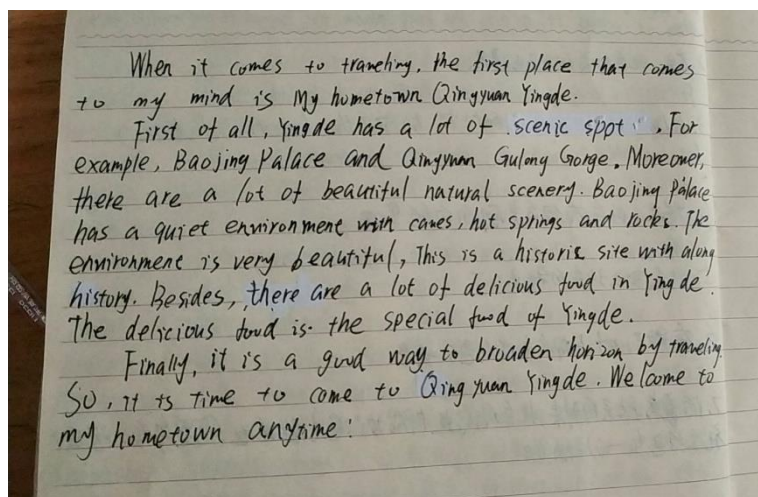 When it comes to traveling, the first place that comes
to my mind is My hometown Qingyuan Yingde.
First of all, Yingde has a lot of scenic spot. For
example, Baojing Palace and Qingyuan Gulong Gorge. Moreover,
there are a lot of beautiful natural scenery. Baojing Palace
has a quiet environment with caves, hot springs and rocks. The
environment is very beautiful, This is a historic site with along
history. Besides, there are a lot of delicious food in Yingde.
The delicious food is the special food of Yingde.
Finally, it is a good way to broaden horizon by traveling.
So, it is time to come to Qingyuan Yingde. Welcome to
my hometown anytime!